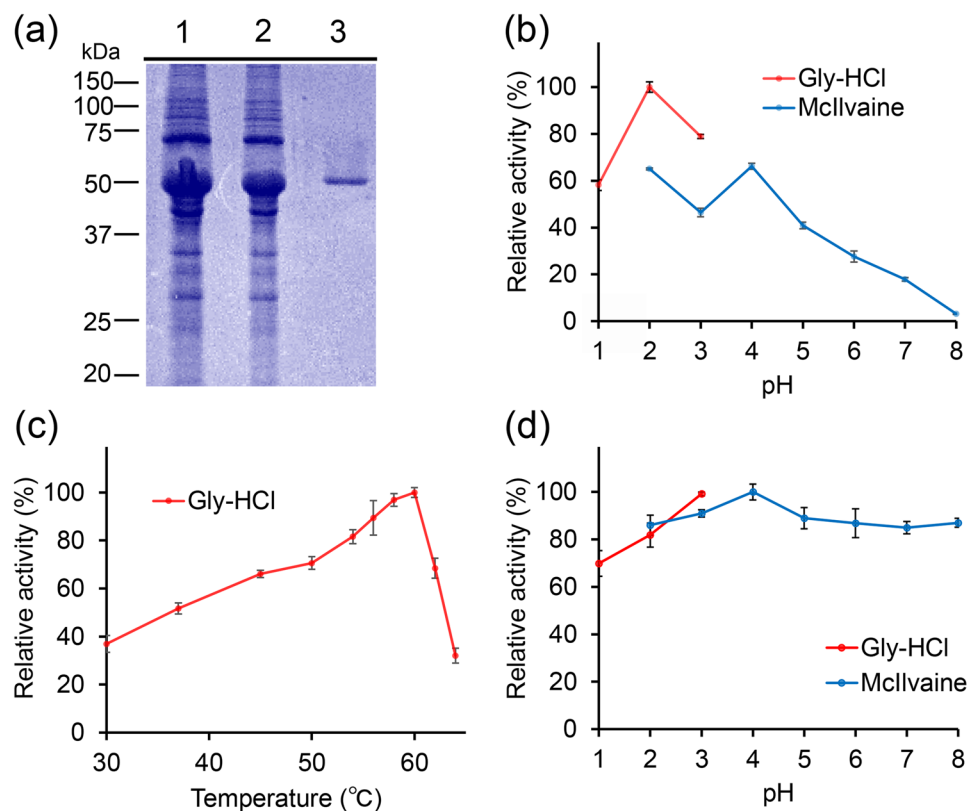 (a)
1 2 3
kDa
150
100
75
50
37
25
20
(b)
Relative activity (%)
100
80
60
40
20
0
1 2 3 4 5 6 7 8
pH
Gly-HCl
McIlvaine
(c)
Relative activity (%)
100
80
60
40
20
0
30 40 50 60
Temperature (°C)
Gly-HCl
(d)
Relative activity (%)
100
80
60
40
20
0
1 2 3 4 5 6 7 8
pH
Gly-HCl
McIlvaine